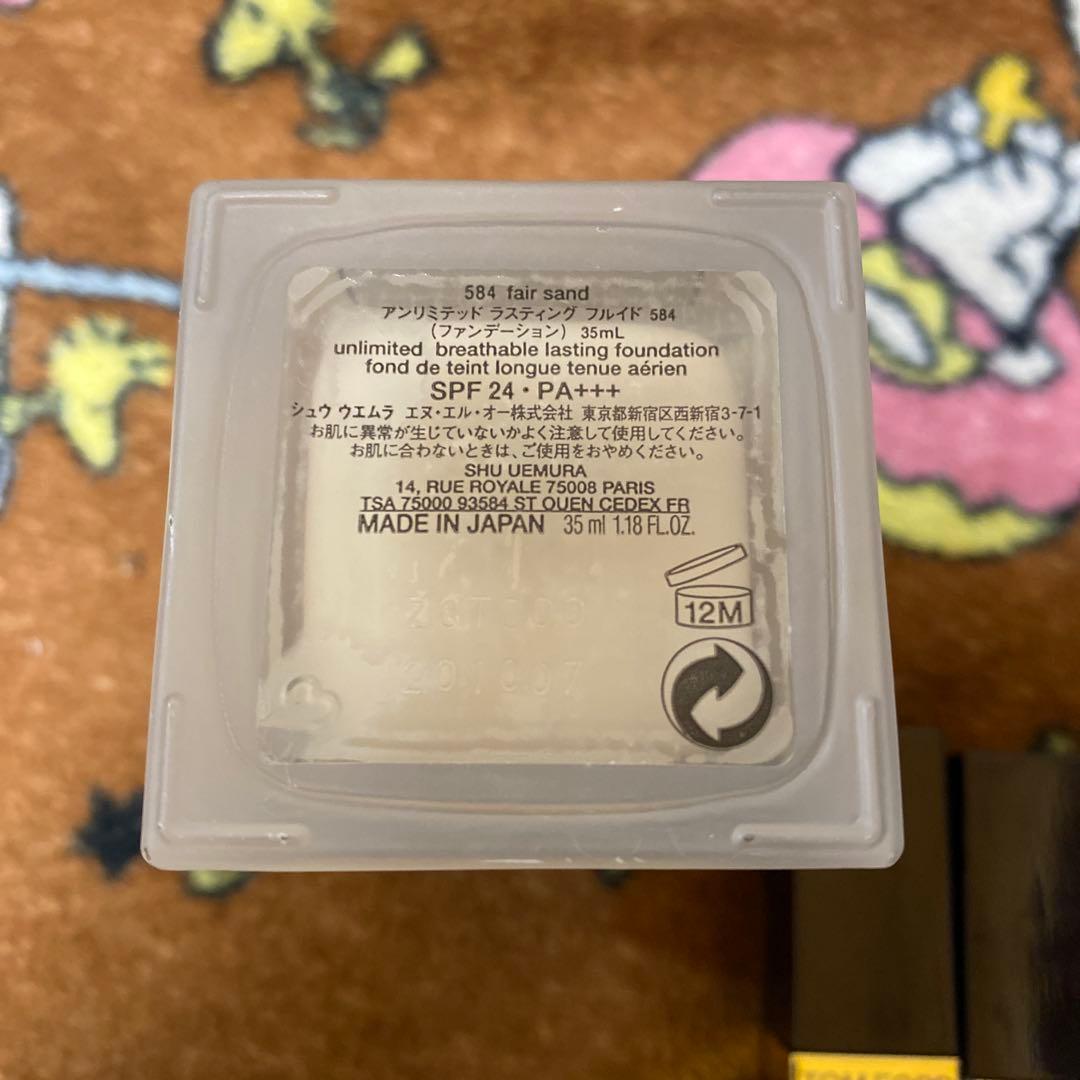 584 fair sand
アンリミテッド ラスティング フルイド 584
(ファンデーション) 35mL
unlimited breathable lasting foundation
fond de teint longue tenue aérien
SPF 24・PA+++
シュウ ウエムラ エヌ・エル・オー株式会社 東京都新宿区西新宿3-7-1
お肌に異常が生じていないかよく注意して使用してください。
お肌に合わないときは、ご使用をおやめください。
SHU UEMURA
14, RUE ROYALE 75008 PARIS
TSA 75000 93584 ST OUEN CEDEX FR
MADE IN JAPAN 35 ml 1.18 FL.OZ.
12M
TOM FORD